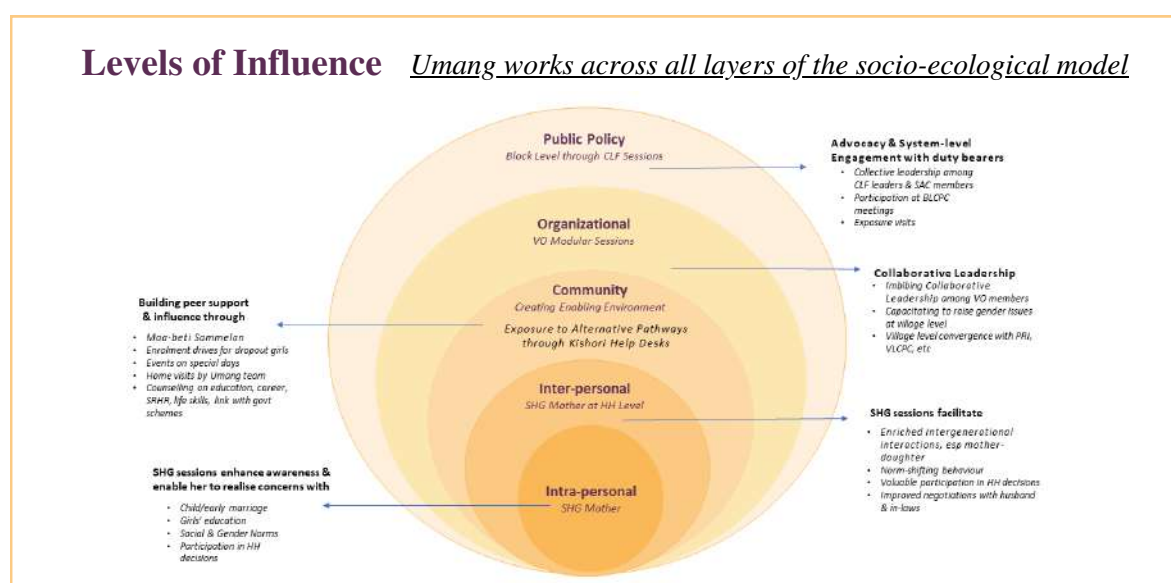 Levels of Influence Umang works across all layers of the socio-ecological model
Public Policy
Block Level through CLF Sessions
Organizational
VO Modular Sessions
Community
Creating Enabling Environment
Exposure to Alternative Pathways
through Kishori Help Desks
Inter-personal
SHG Mother at HH Level
Intra-personal
SHG Mother
Advocacy & System-level
Engagement with duty bearers
• Collective leadership among
CLF leaders & SAC members
• Participation at BLCPC
meetings
• Exposure visits
Collaborative Leadership
• Imbibing Collaborative
Leadership among VO members
• Capacitating to raise gender issues
at village level
• Village level convergence with PRI,
VLCPC, etc
SHG sessions facilitate
• Enriched intergenerational
interactions, esp mother-
daughter
• Norm-shifting behaviour
• Valuable participation in HH decisions
• Improved negotiations with husband
& in-laws
Building peer support
& influence through
• Maa-beti Sammelan
• Enrolment drives for dropout girls
• Events on special days
• Home visits by Umang team
• Counselling on education, career,
SRHR, life skills, link with govt
schemes
SHG sessions enhance awareness &
enable her to realise concerns with
• Child/early marriage
• Girls' education
• Social & Gender Norms
• Participation in HH
decisions